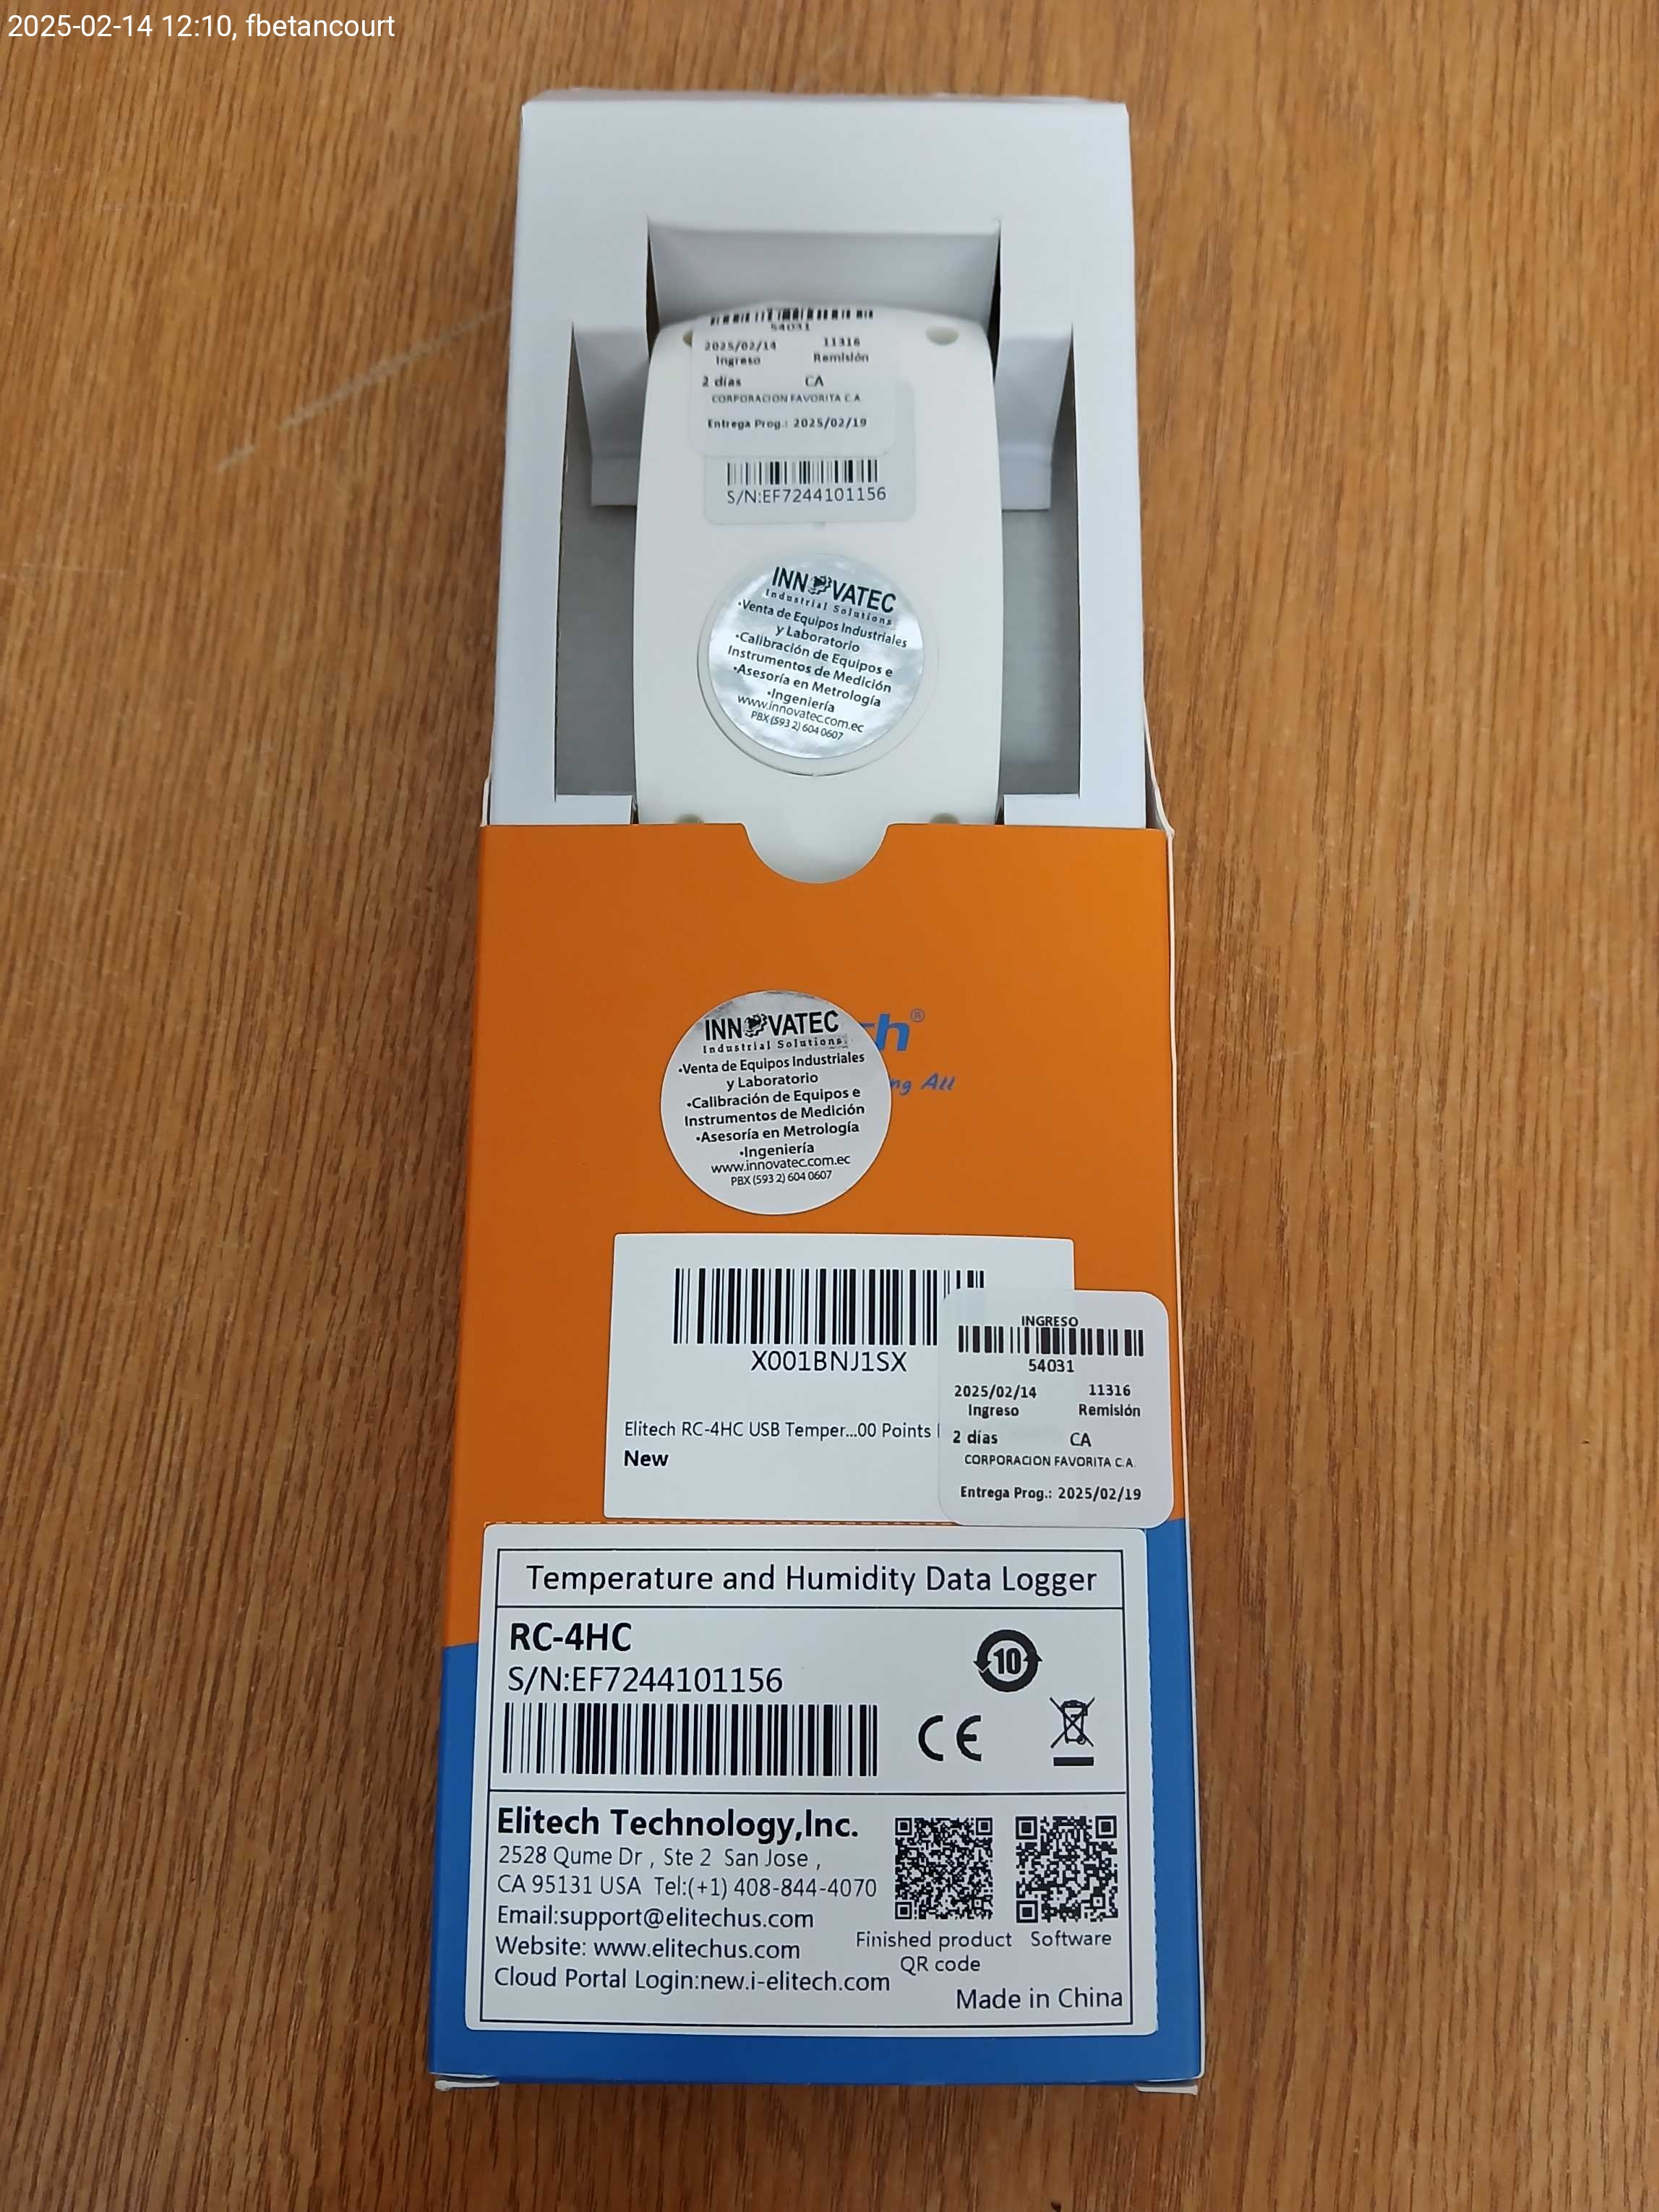 2025-02-14 12:10, fbetancourt
54031
2025/02/14 11316
Ingreso Remisión
2 días CA
CORPORACION FAVORITA C.A.
Entrega Prog.: 2025/02/19
S/N:EF7244101156
INNOVATEC
Industrial Solutions
•Venta de Equipos Industriales
y Laboratorio
•Calibración de Equipos e
Instrumentos de Medición
•Asesoría en Metrología
•Ingeniería
www.innovatec.com.ec
PBX (593 2) 604 0607
h®
ng All
INNOVATEC
Industrial Solutions
•Venta de Equipos Industriales
y Laboratorio
•Calibración de Equipos e
Instrumentos de Medición
•Asesoría en Metrología
•Ingeniería
www.innovatec.com.ec
PBX (593 2) 604 0607
X001BNJ1SX
Elitech RC-4HC USB Temper...00 Points
New
INGRESO
54031
2025/02/14 11316
Ingreso Remisión
2 días CA
CORPORACION FAVORITA C.A.
Entrega Prog.: 2025/02/19
Temperature and Humidity Data Logger
RC-4HC
S/N:EF7244101156
10
CE
Elitech Technology,Inc.
2528 Qume Dr , Ste 2 San Jose ,
CA 95131 USA Tel:(+1) 408-844-4070
Email:support@elitechus.com
Website: www.elitechus.com
Cloud Portal Login:new.i-elitech.com
Finished product
QR code
Software
Made in China